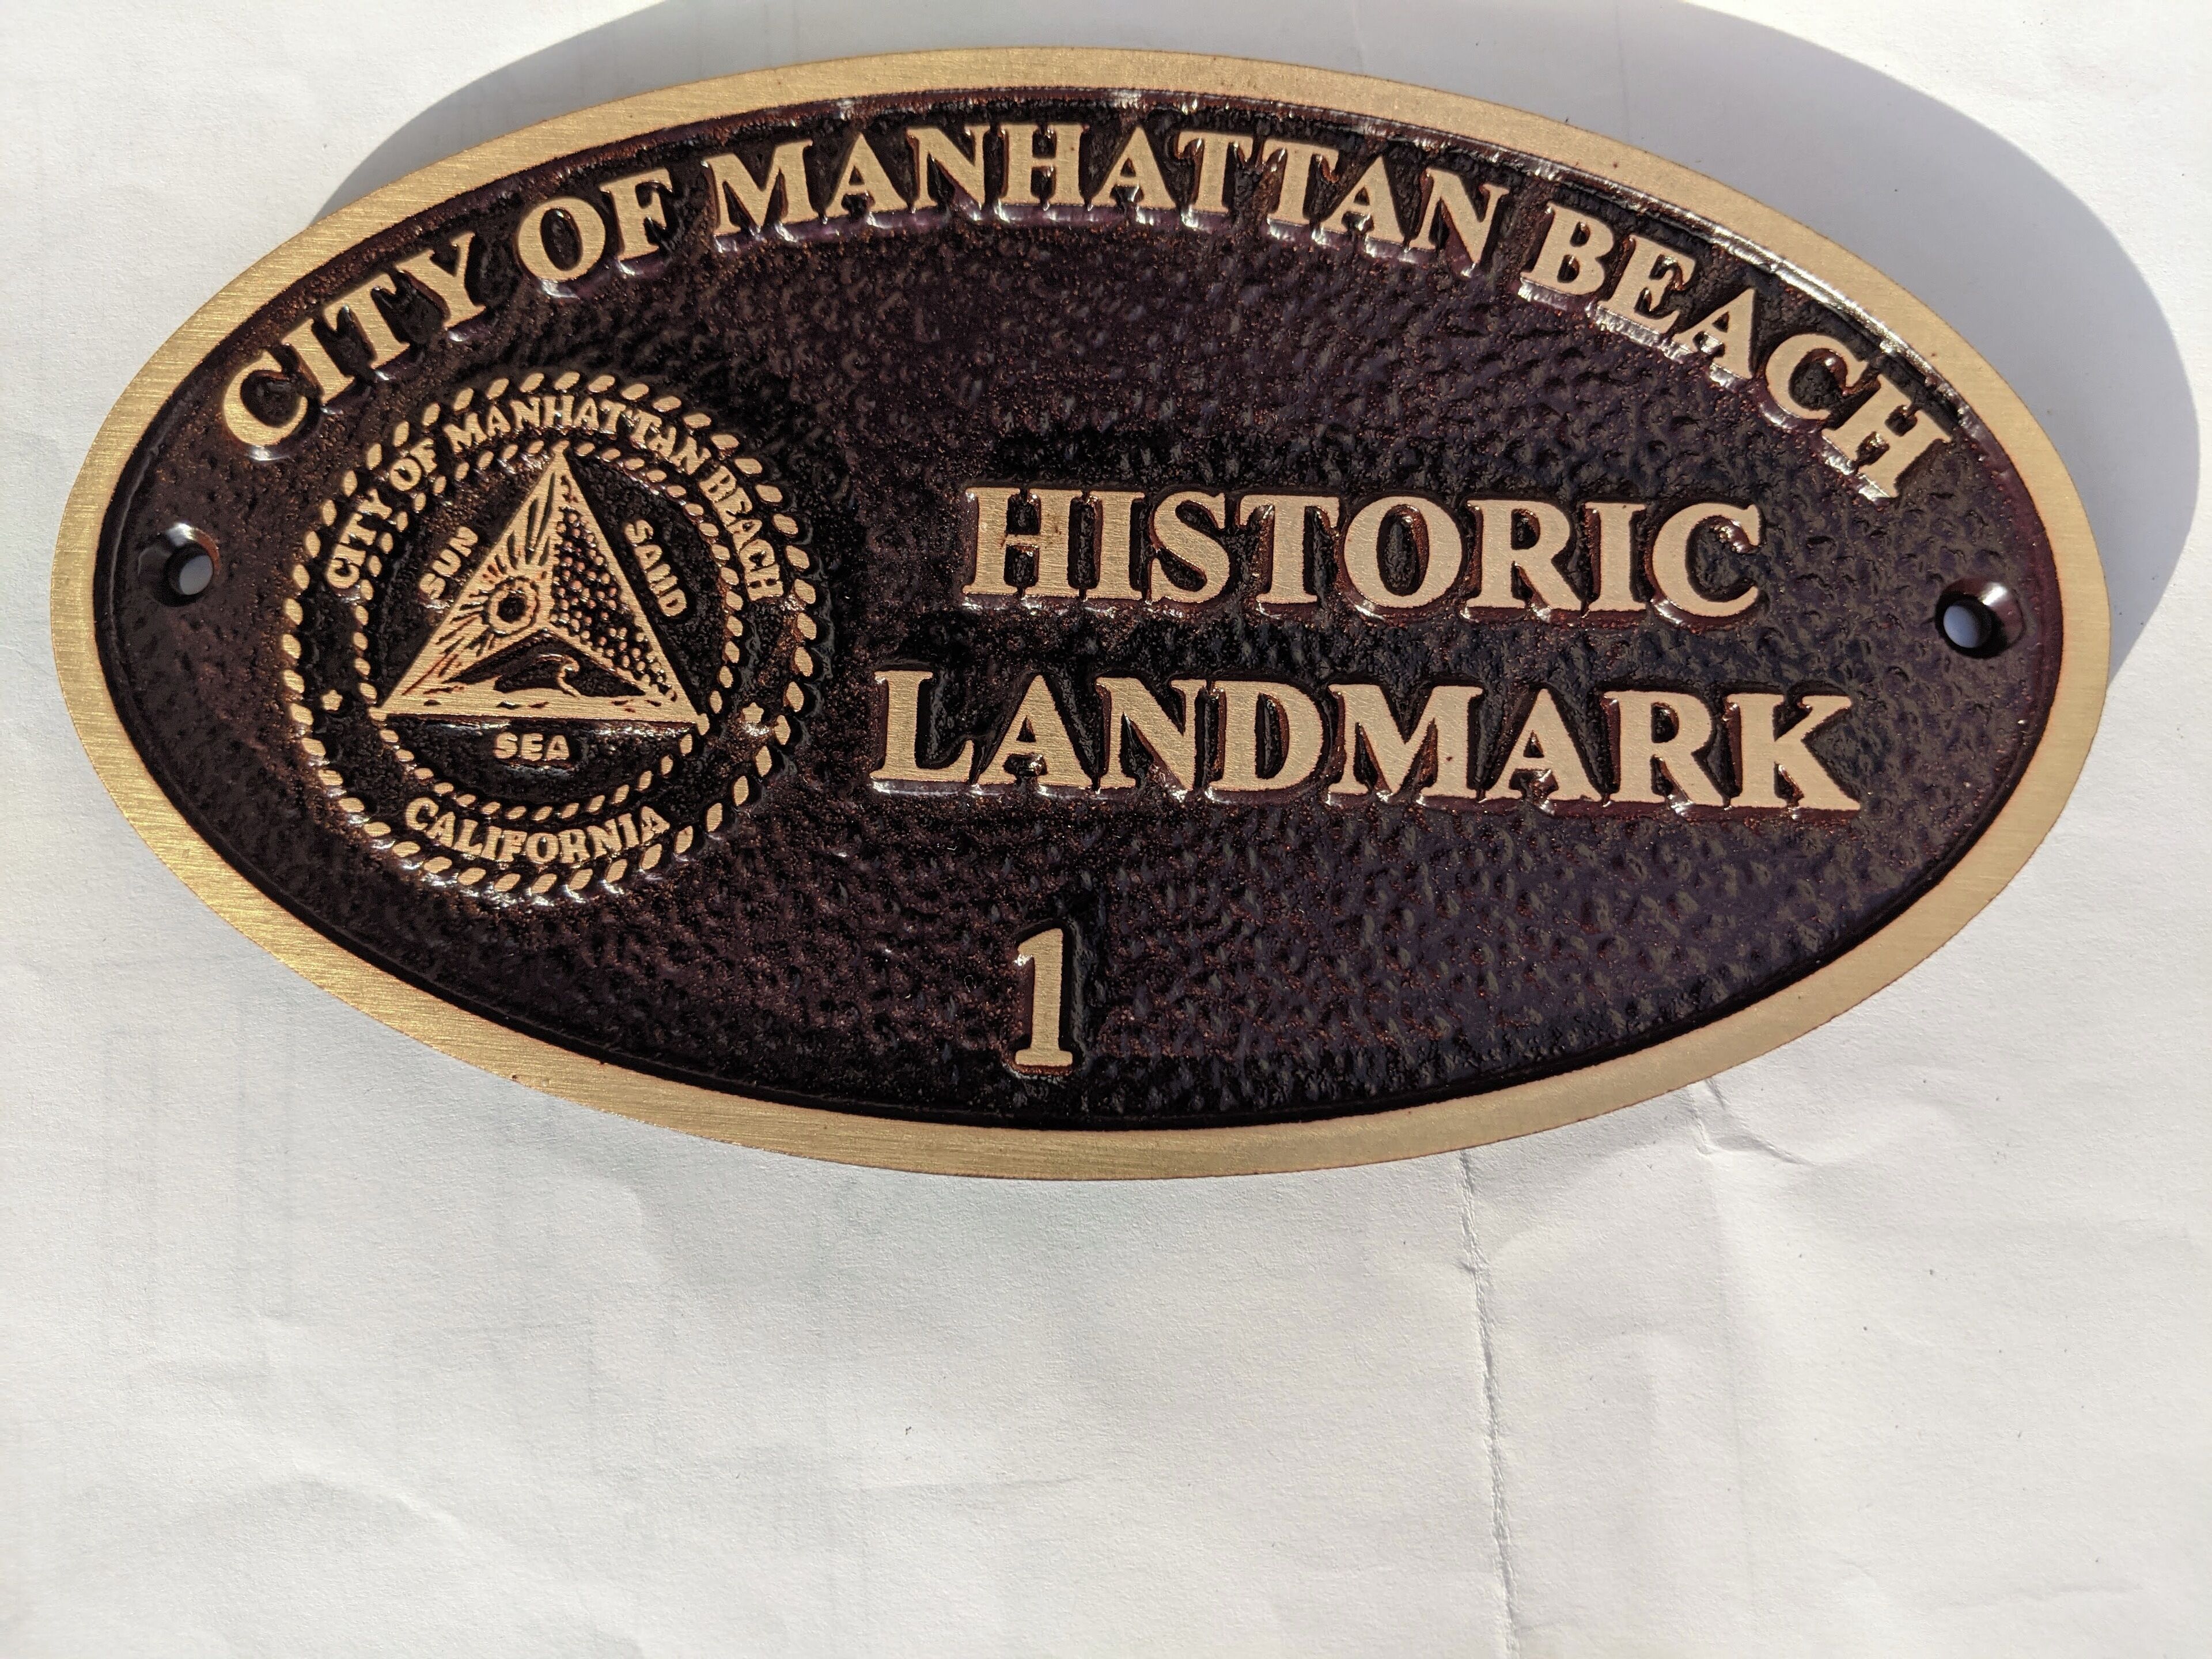 CITY OF MANHATTAN BEACH
CITY OF MANHATTAN BEACH
SUN
SAND
SEA
CALIFORNIA
HISTORIC
LANDMARK
1